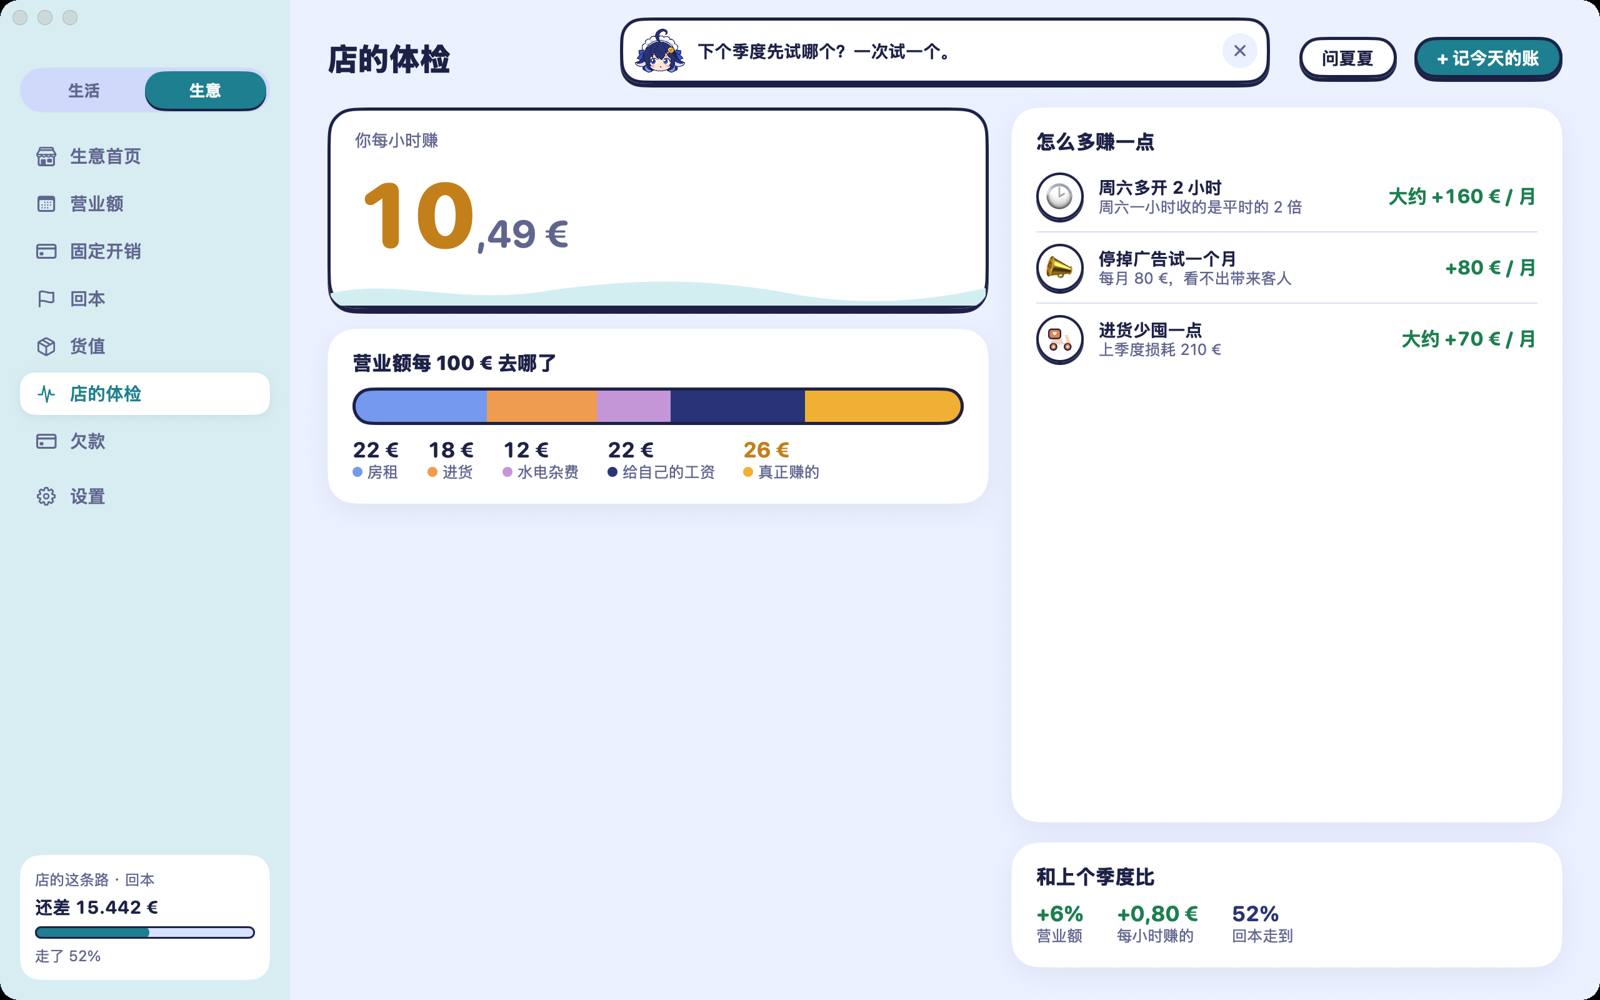 生活
生意
生意首页
营业额
固定开销
回本
货值
店的体检
欠款
设置
店的这条路 · 回本
还差 15.442 €
走了 52%
店的体检
下个季度先试哪个？一次试一个。
问夏夏
+ 记今天的账
你每小时赚
10,49 €
营业额每 100 € 去哪了
22 €
房租
18 €
进货
12 €
水电杂费
22 €
给自己的工资
26 €
真正赚的
怎么多赚一点
周六多开 2 小时
周六一小时收的是平时的 2 倍
大约 +160 € / 月
停掉广告试一个月
每月 80 €，看不出带来客人
+80 € / 月
进货少囤一点
上季度损耗 210 €
大约 +70 € / 月
和上个季度比
+6%
营业额
+0,80 €
每小时赚的
52%
回本走到